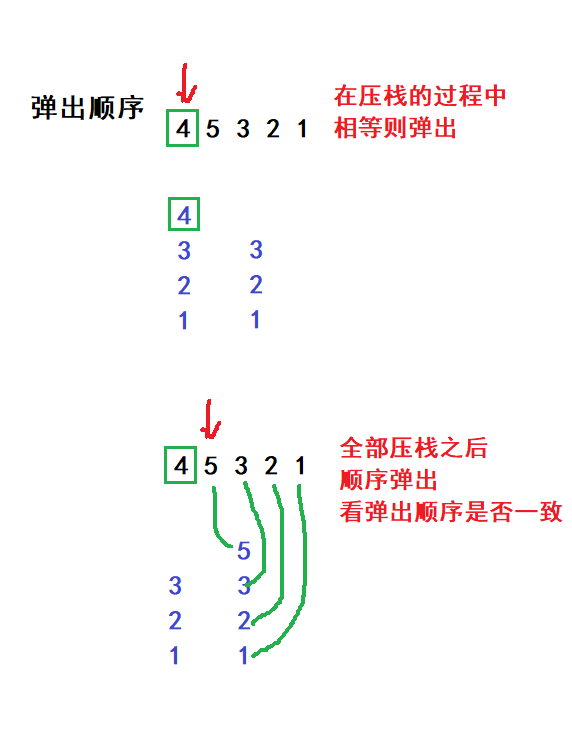 在压栈的过程中
弹出顺序 4 5 3 2 1
相等则弹出
4
3 3
2 2
1 1
全部压栈之后
4 5 3 2 1
顺序弹出
看弹出顺序是否一致
5
3 3
2 2
1 1